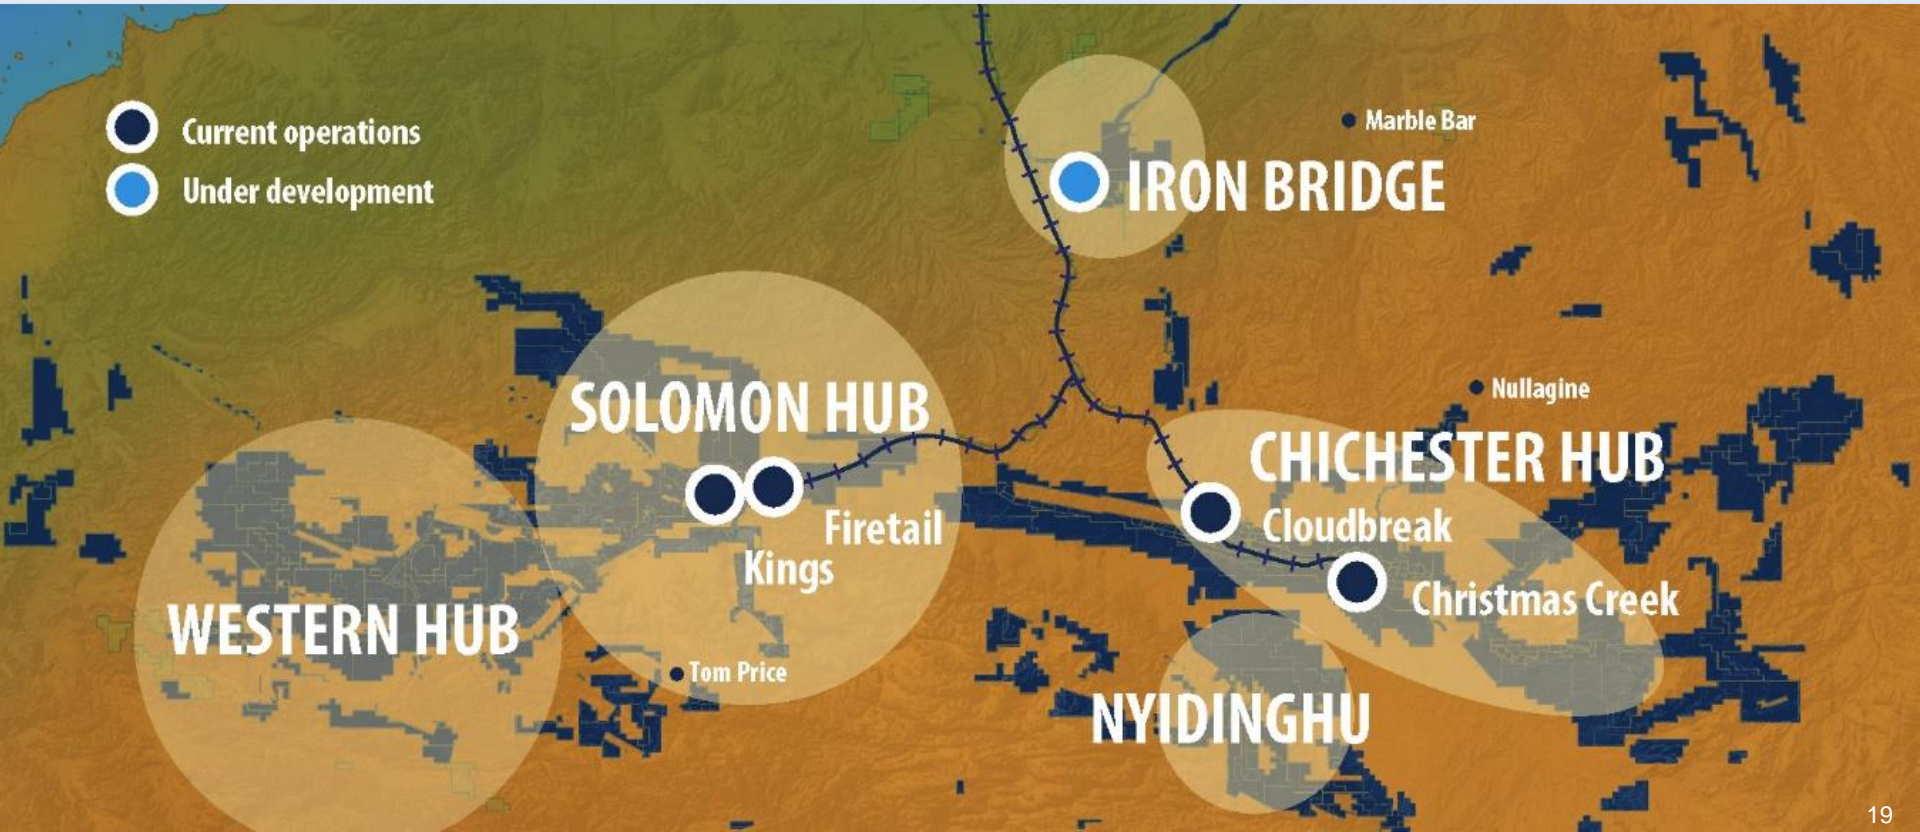 Current operations
Under development
Marble Bar
IRON BRIDGE
SOLOMON HUB
Nullagine
CHICHESTER HUB
Cloudbreak
Firetail
Kings
Christmas Creek
WESTERN HUB
Tom Price
NYIDINGHU
19